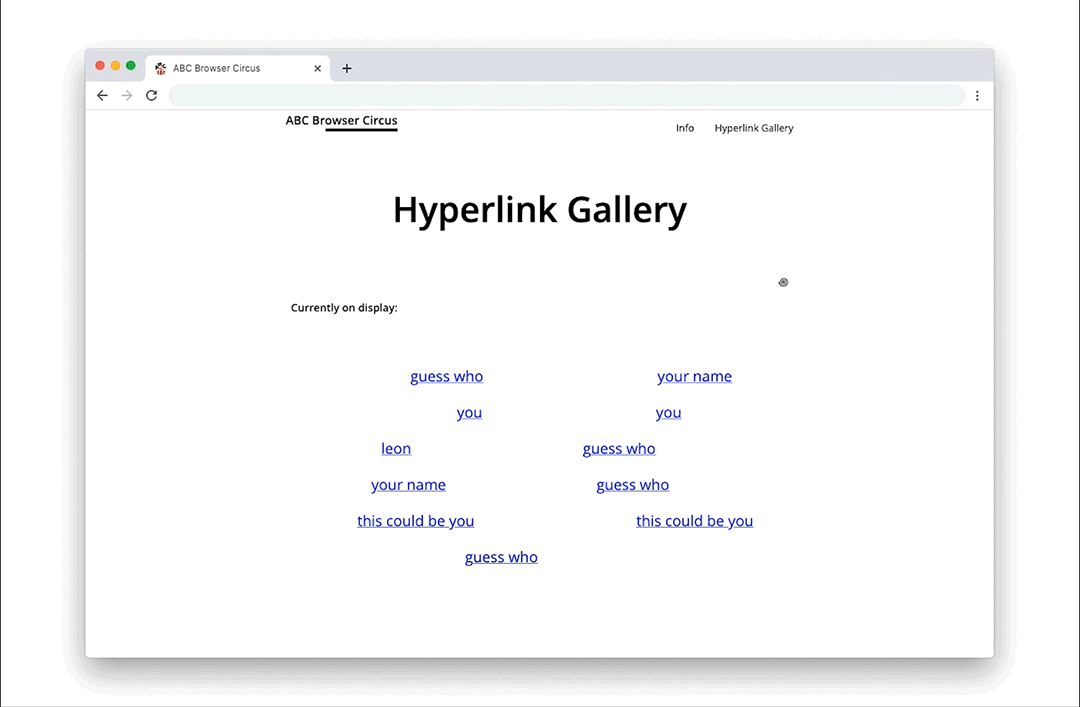 ABC Browser Circus
ABC Browser Circus
Info Hyperlink Gallery
Hyperlink Gallery
Currently on display:
guess who your name
you you
leon guess who
your name guess who
this could be you this could be you
guess who